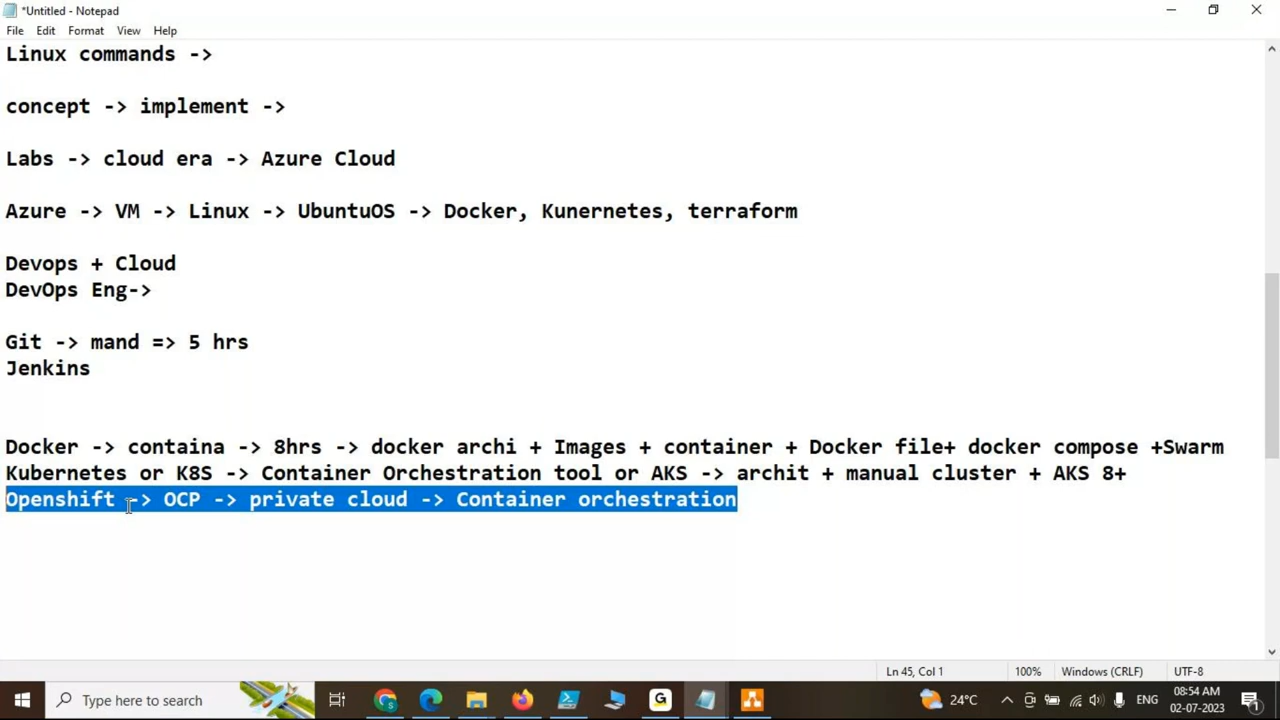 *Untitled - Notepad
File Edit Format View Help
Linux commands ->
concept -> implement ->
Labs -> cloud era -> Azure Cloud
Azure -> VM -> Linux -> UbuntuOS -> Docker, Kunernetes, terraform
Devops + Cloud
DevOps Eng->
Git -> mand => 5 hrs
Jenkins
Docker -> containa -> 8hrs -> docker archi + Images + container + Docker file+ docker compose +Swarm
Kubernetes or K8S -> Container Orchestration tool or AKS -> archit + manual cluster + AKS 8+
Openshift -> OCP -> private cloud -> Container orchestration
Ln 45, Col 1 100% Windows (CRLF) UTF-8
Type here to search G 24°C ENG 08:54 AM
02-07-2023 1